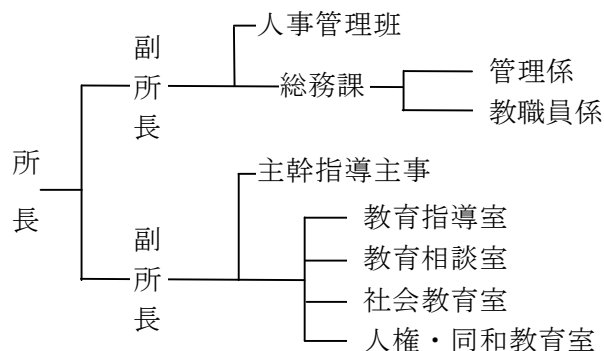 所長
副所長
人事管理班
総務課
管理係
教職員係
副所長
主幹指導主事
教育指導室
教育相談室
社会教育室
人権・同和教育室